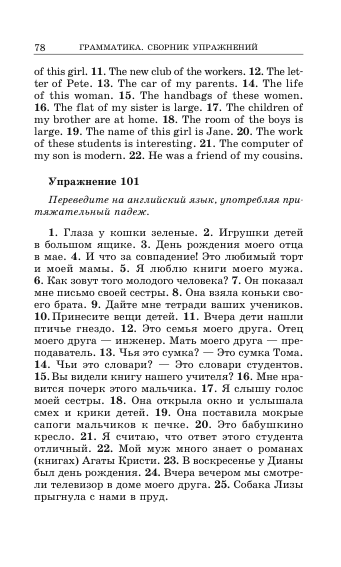 78 ГРАММАТИКА. СБОРНИК УПРАЖНЕНИЙ
of this girl. 11. The new club of the workers. 12. The let-
ter of Pete. 13. The car of my parents. 14. The life
of this woman. 15. The handbags of these women.
16. The flat of my sister is large. 17. The children of
my brother are at home. 18. The room of the boys is
large. 19. The name of this girl is Jane. 20. The work
of these students is interesting. 21. The computer of
my son is modern. 22. He was a friend of my cousins.
Упражнение 101
Переведите на английский язык, употребляя при-
тяжательный падеж.
1. Глаза у кошки зеленые. 2. Игрушки детей
в большом ящике. 3. День рождения моего отца
в мае. 4. И что за совпадение! Это любимый торт
и моей мамы. 5. Я люблю книги моего мужа.
6. Как зовут того молодого человека? 7. Он показал
мне письмо своей сестры. 8. Она взяла коньки сво-
его брата. 9. Дайте мне тетради ваших учеников.
10. Принесите вещи детей. 11. Вчера дети нашли
птичье гнездо. 12. Это семья моего друга. Отец
моего друга — инженер. Мать моего друга — пре-
подаватель. 13. Чья это сумка? — Это сумка Тома.
14. Чьи это словари? — Это словари студентов.
15. Вы видели книгу нашего учителя? 16. Мне нра-
вится почерк этого мальчика. 17. Я слышу голос
моей сестры. 18. Она открыла окно и услышала
смех и крики детей. 19. Она поставила мокрые
сапоги мальчиков к печке. 20. Это бабушкино
кресло. 21. Я считаю, что ответ этого студента
отличный. 22. Мой муж много знает о романах
(книгах) Агаты Кристи. 23. В воскресенье у Дианы
был день рождения. 24. Вчера вечером мы смотре-
ли телевизор в доме моего друга. 25. Собака Лизы
прыгнула с нами в пруд.